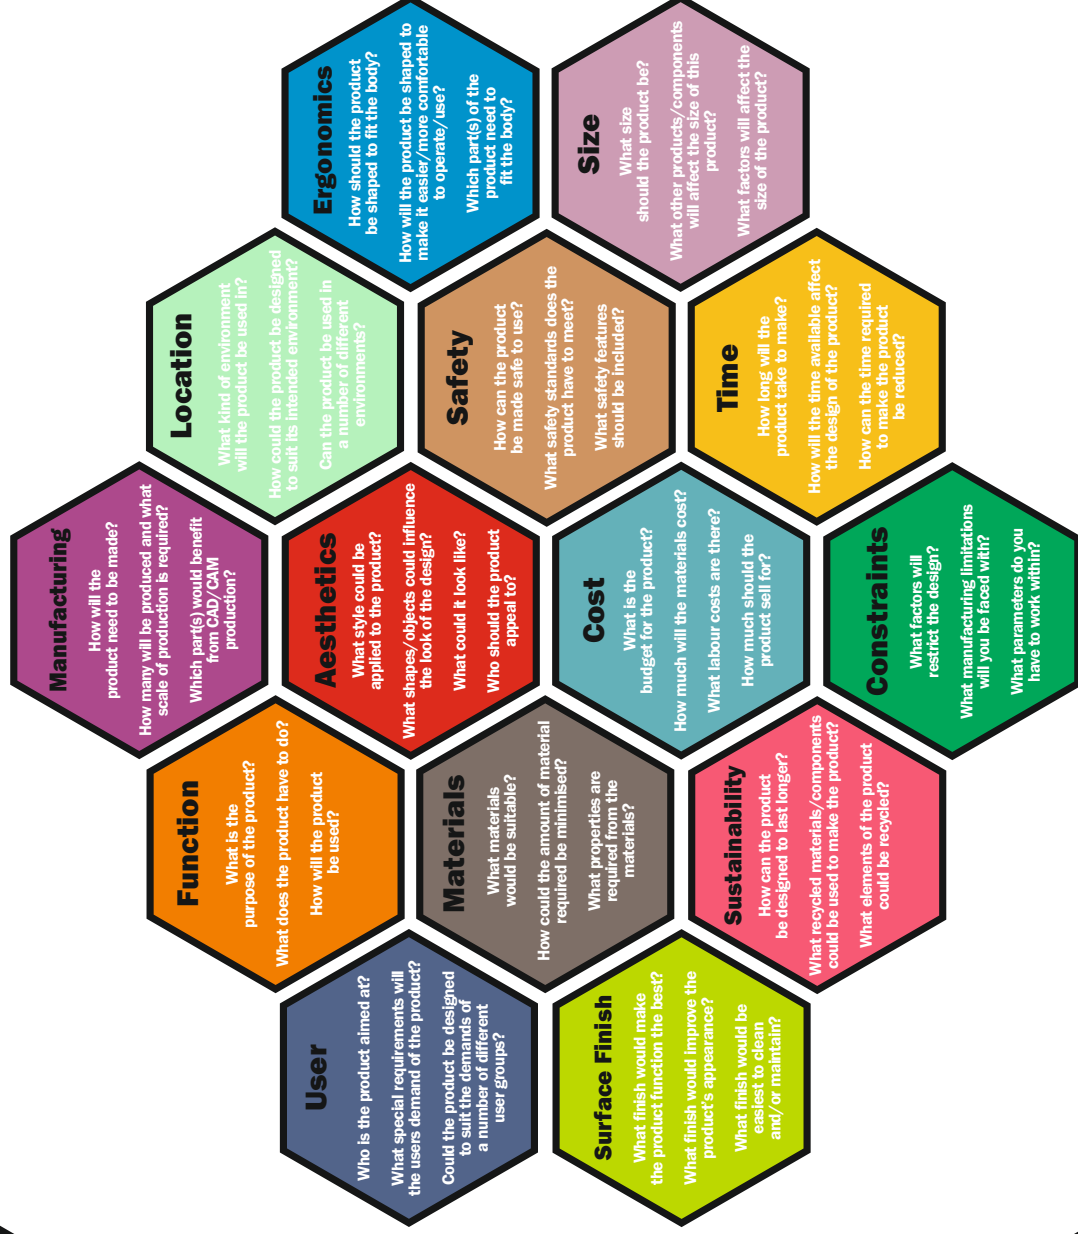 Manufacturing
How will the
product need to be made?
How many will be produced and what
scale of production is required?
Which part(s) would benefit
from CAD/CAM
production?
Function
What is the
purpose of the product?
What does the product have to do?
How will the product
be used?
Location
What kind of environment
will the product be used in?
How could the product be designed
to suit its intended environment?
Can the product be used in
a number of different
environments?
User
Who is the product aimed at?
What special requirements will
the users demand of the product?
Could the product be designed
to suit the demands of
a number of different
user groups?
Aesthetics
What style could be
applied to the product?
What shapes/objects could influence
the look of the design?
What could it look like?
Who should the product
appeal to?
Ergonomics
How should the product
be shaped to fit the body?
How will the product be shaped to
make it easier/more comfortable
to operate/use?
Which part(s) of the
product need to
fit the body?
Materials
What materials
would be suitable?
How could the amount of material
required be minimised?
What properties are
required from the
materials?
Safety
How can the product
be made safe to use?
What safety standards does the
product have to meet?
What safety features
should be included?
Surface Finish
What finish would make
the product function the best?
What finish would improve the
product's appearance?
What finish would be
easiest to clean
and/or maintain?
Cost
What is the
budget for the product?
How much will the materials cost?
What labour costs are there?
How much should the
product sell for?
Size
What size
should the product be?
What other products/components
will affect the size of this
product?
What factors will affect the
size of the product?
Sustainability
How can the product
be designed to last longer?
What recycled materials/components
could be used to make the product?
What elements of the product
could be recycled?
Time
How long will the
product take to make?
How will the time available affect
the design of the product?
How can the time required
to make the product
be reduced?
Constraints
What factors will
restrict the design?
What manufacturing limitations
will you be faced with?
What parameters do you
have to work within?